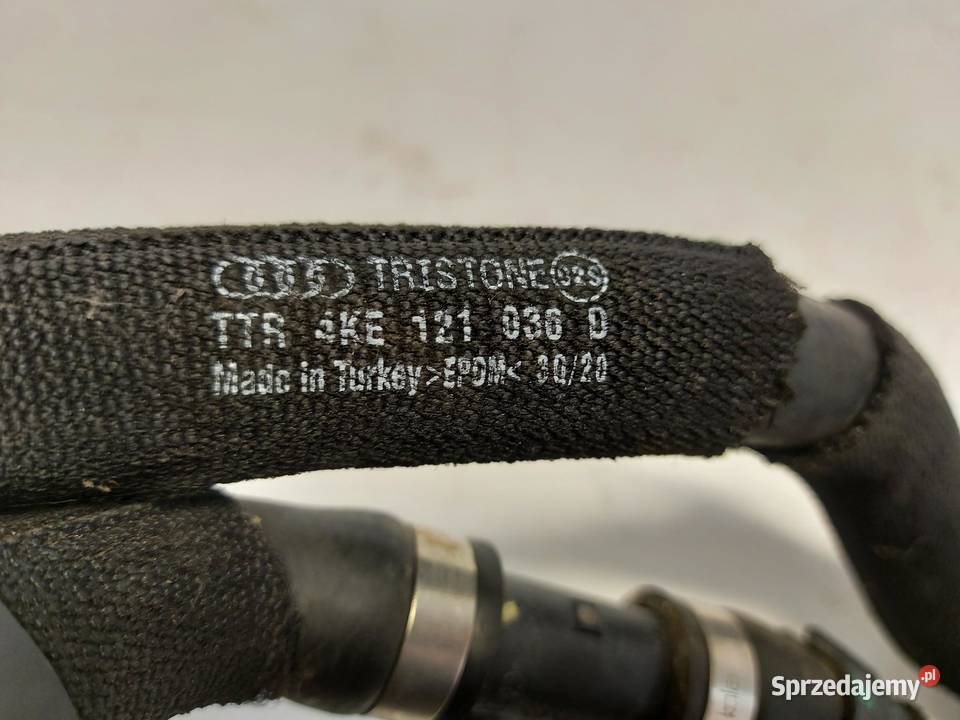 TRISTONE
TTR 4KE 121 036 D
Made in Turkey >EPDM< 30/20
Sprzedajemy.pl